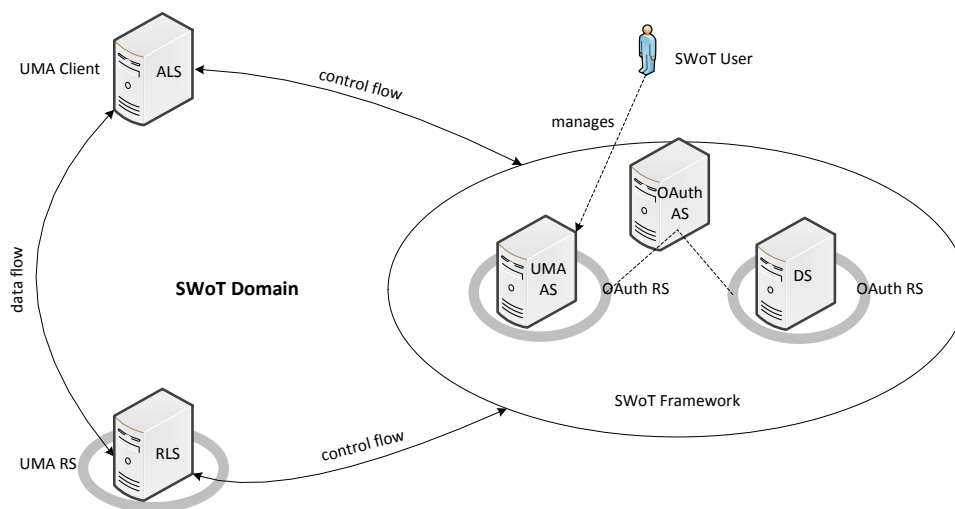 UMA Client
ALS
control flow
SWoT User
manages
OAuth
AS
UMA
AS
OAuth RS
DS
OAuth RS
data flow
SWoT Domain
SWoT Framework
UMA RS
RLS
control flow